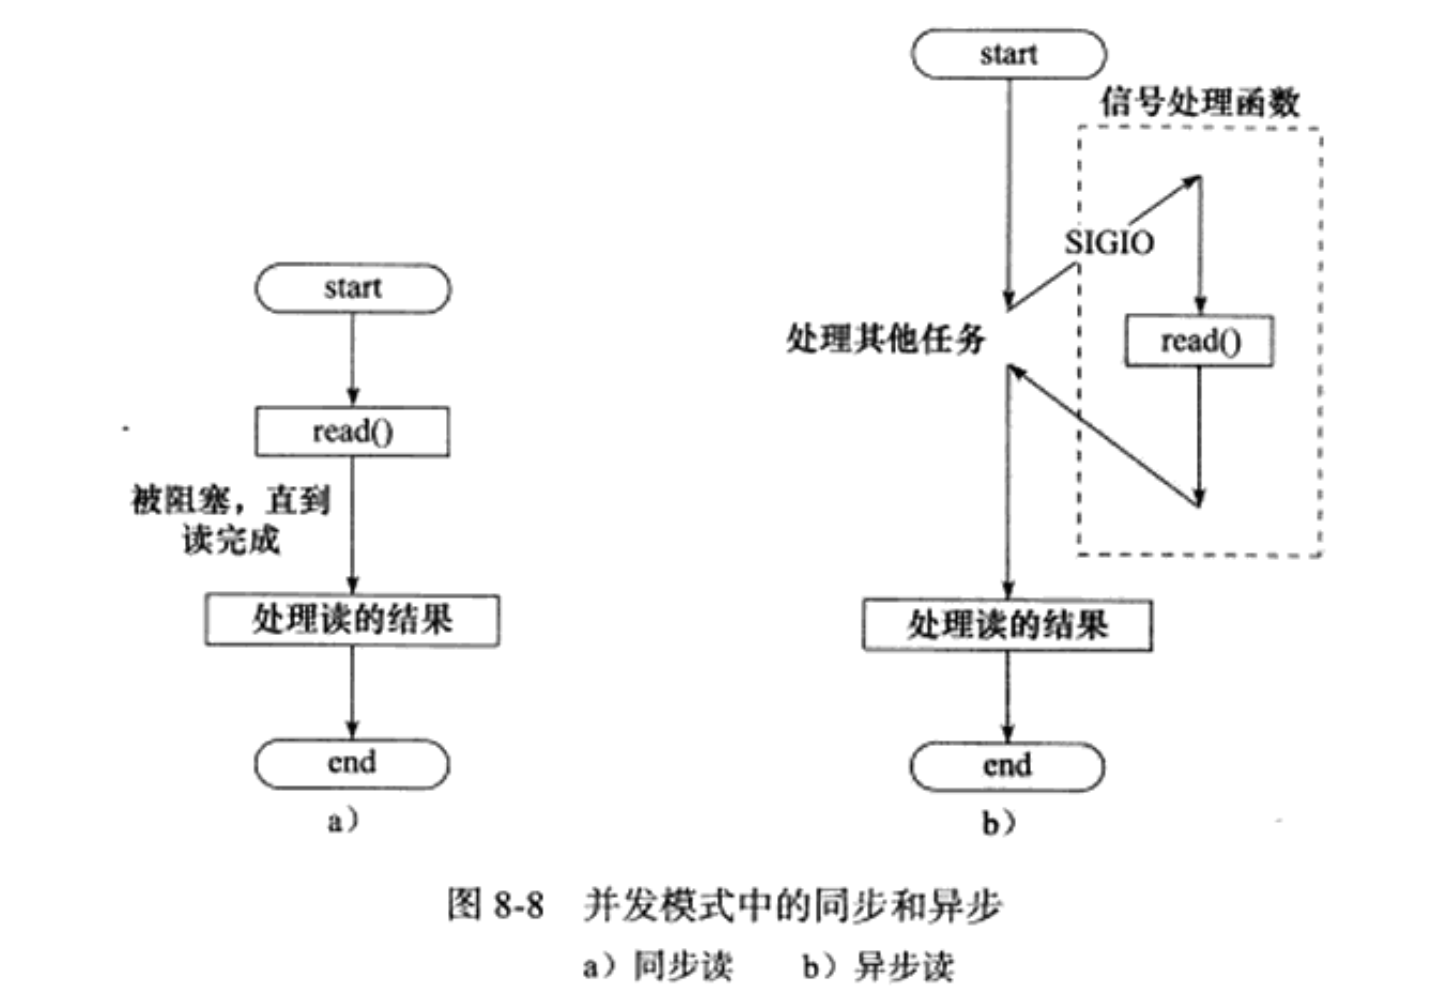 start
read()
被阻塞，直到
读完成
处理读的结果
end
a）
start
信号处理函数
SIGIO
处理其他任务
read()
处理读的结果
end
b）
图 8-8 并发模式中的同步和异步
a）同步读 b）异步读